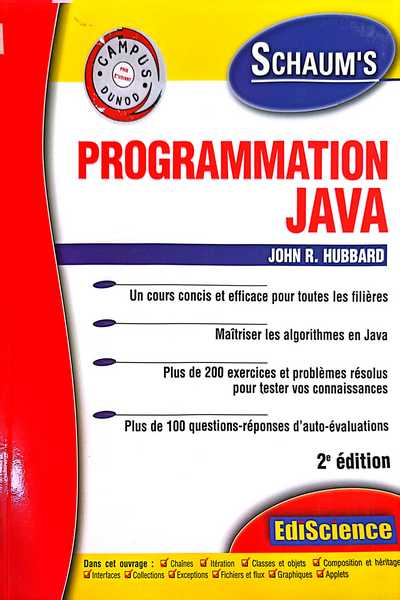 CAMPUS
PRIX ÉTUDIANT
DUNOD
SCHAUM'S
PROGRAMMATION
JAVA
JOHN R. HUBBARD
Un cours concis et efficace pour toutes les filières
Maîtriser les algorithmes en Java
Plus de 200 exercices et problèmes résolus
pour tester vos connaissances
Plus de 100 questions-réponses d'auto-évaluations
2e édition
EdiScience
Dans cet ouvrage : Chaînes Itération Classes et objets Composition et héritage
Interfaces Collections Exceptions Fichiers et flux Graphiques Applets